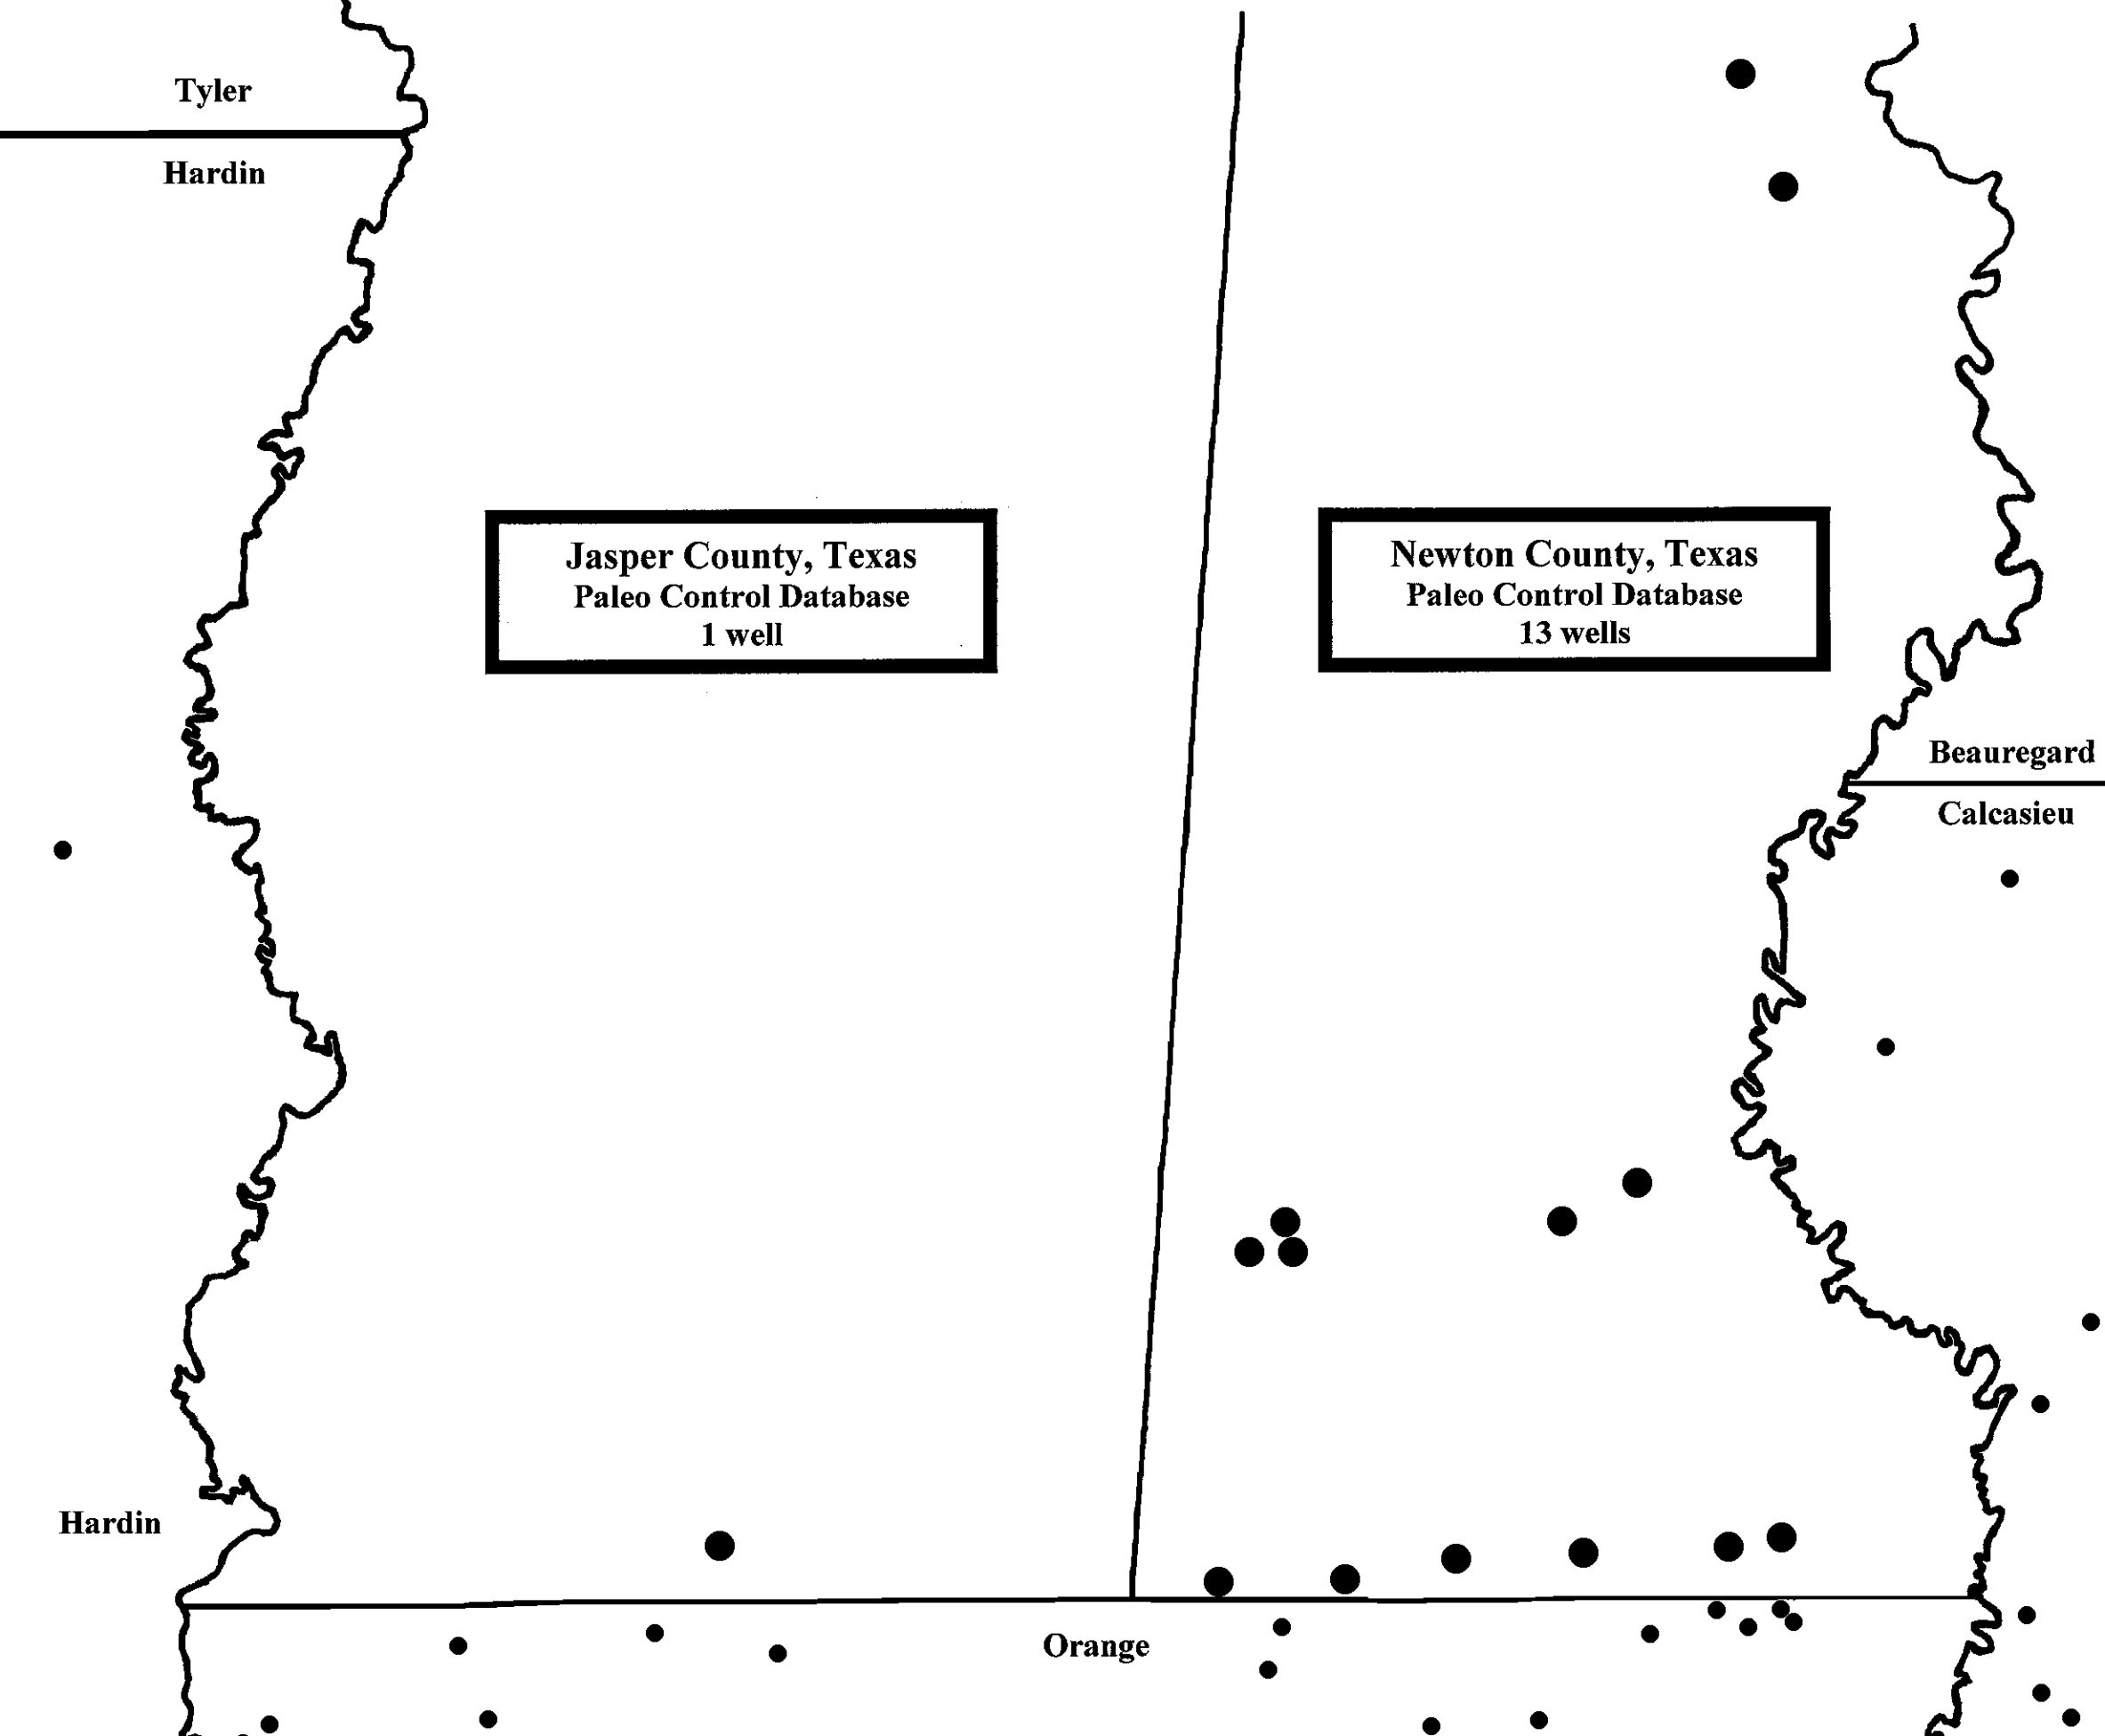 Tyler
Hardin
Jasper County, Texas
Paleo Control Database
1 well
Newton County, Texas
Paleo Control Database
13 wells
Beauregard
Calcasieu
Hardin
Orange